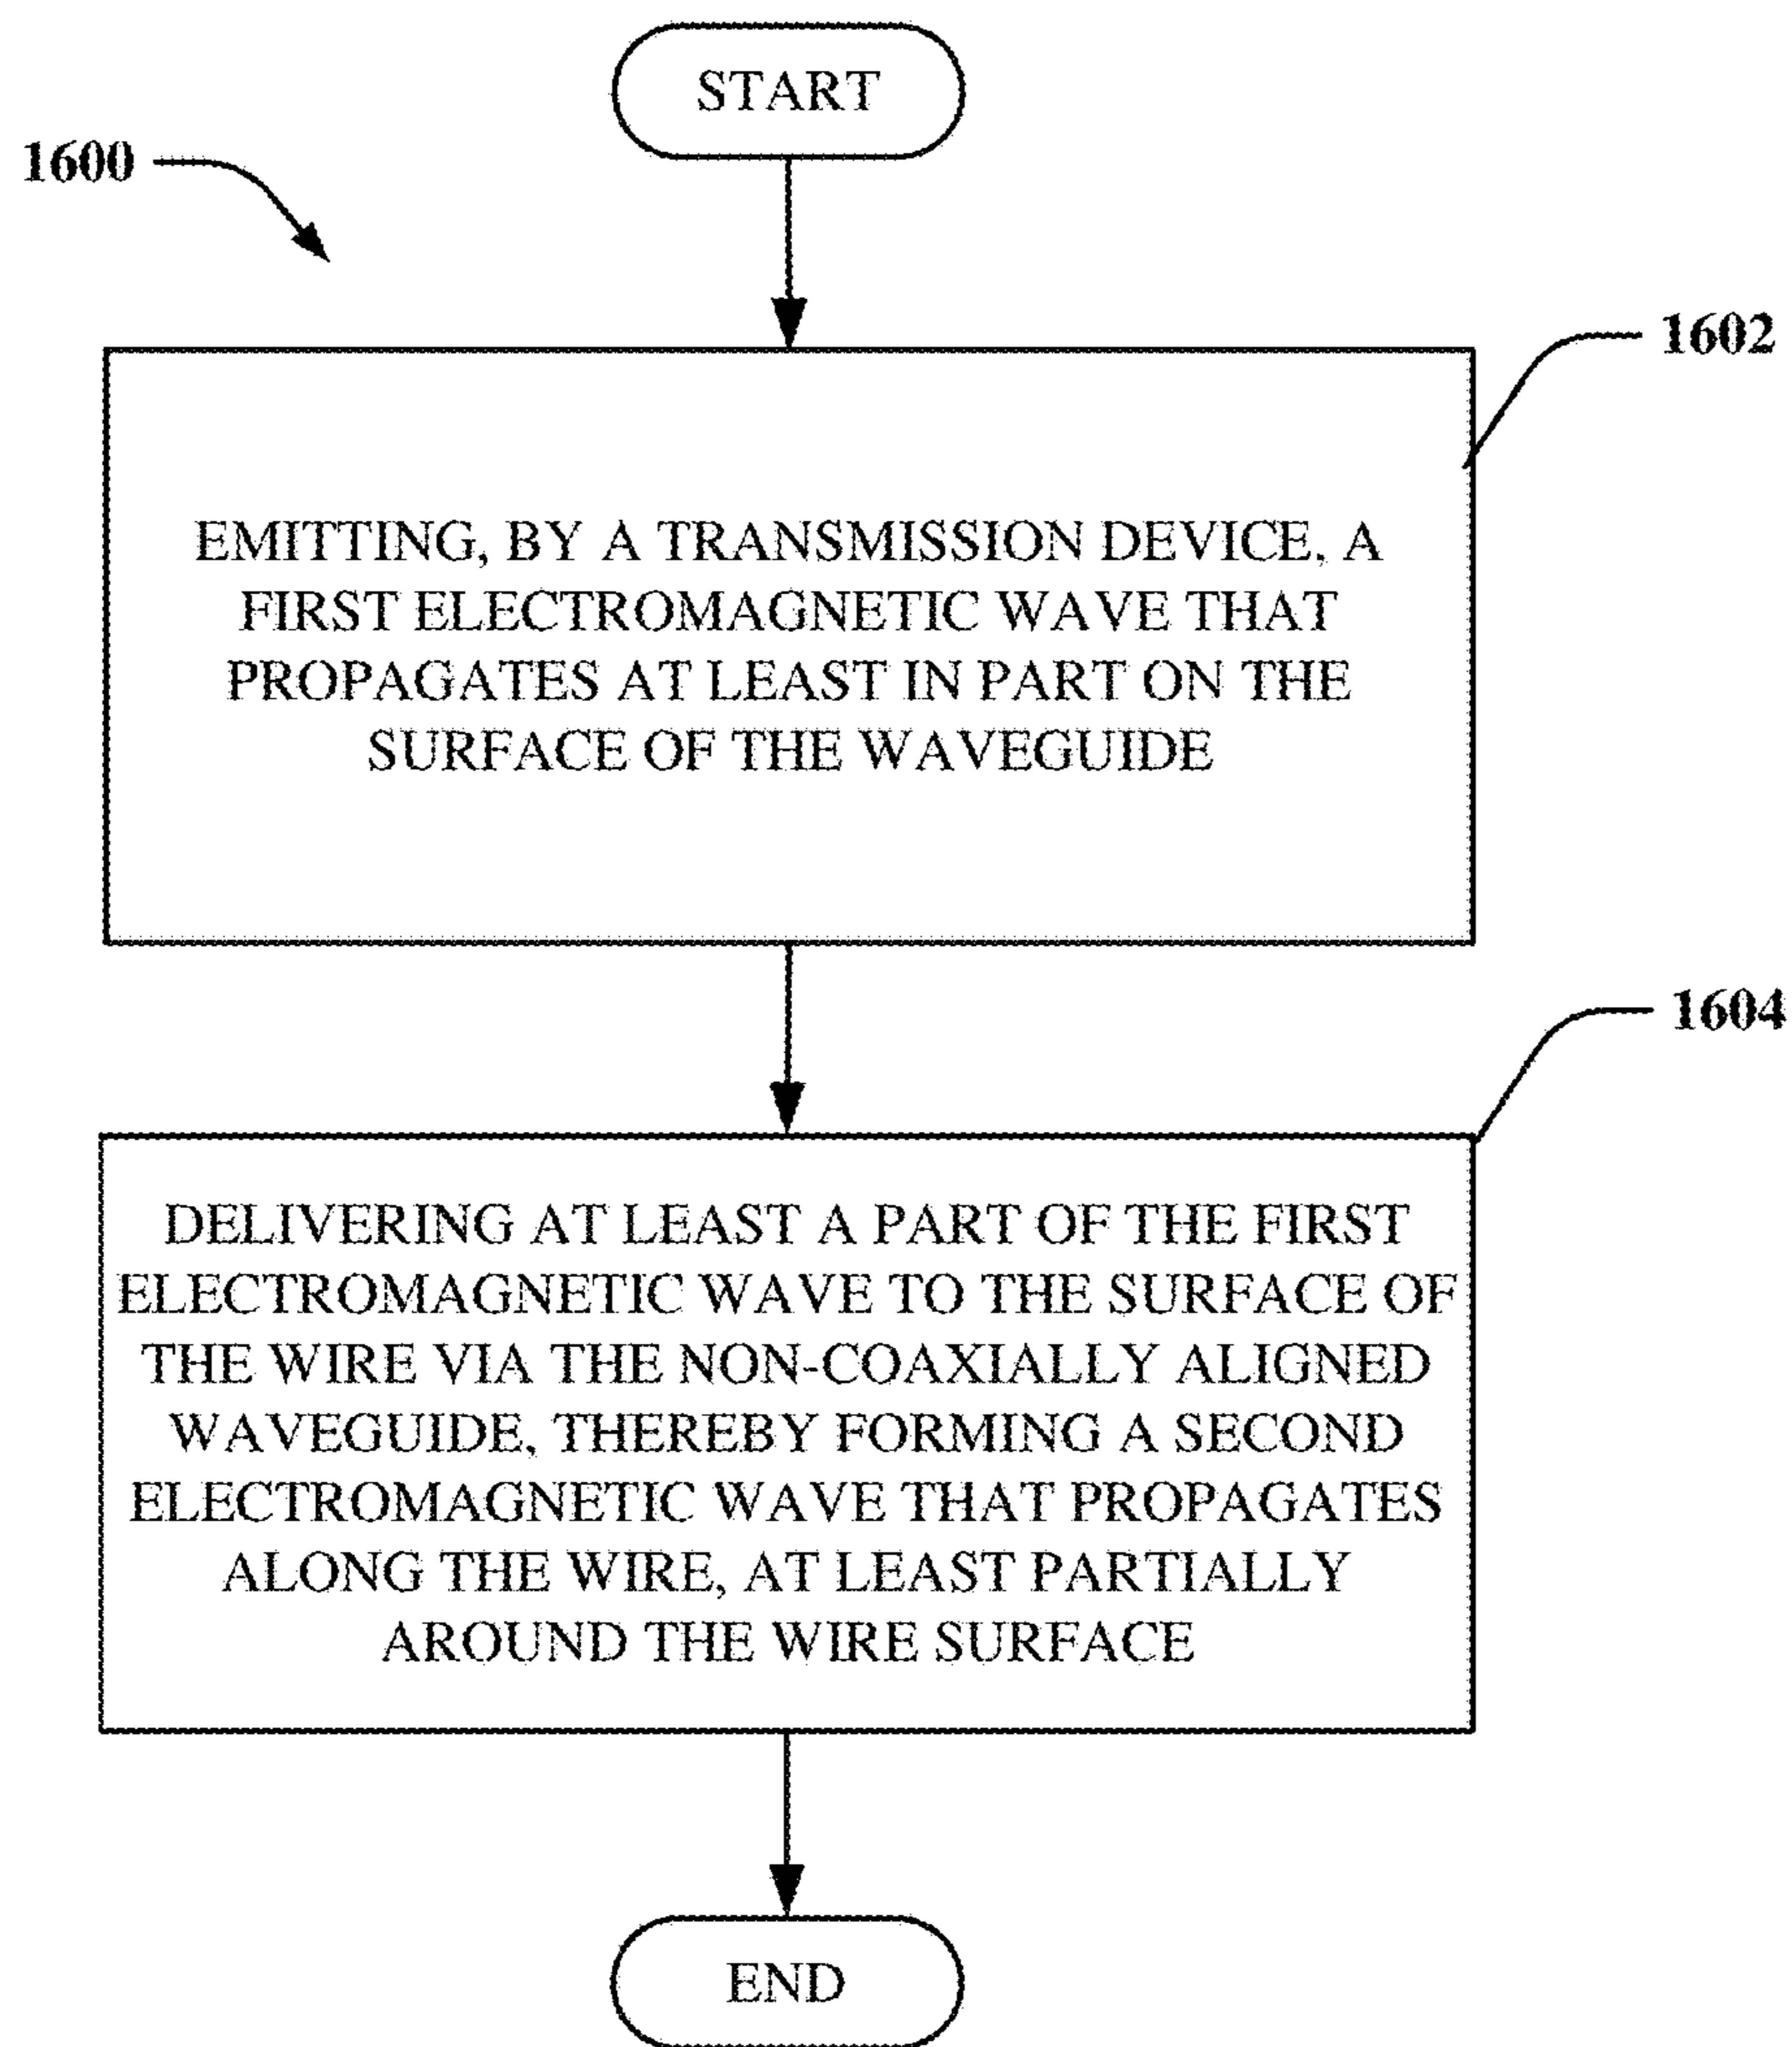 START
1600
1602
EMITTING, BY A TRANSMISSION DEVICE, A
FIRST ELECTROMAGNETIC WAVE THAT
PROPAGATES AT LEAST IN PART ON THE
SURFACE OF THE WAVEGUIDE
1604
DELIVERING AT LEAST A PART OF THE FIRST
ELECTROMAGNETIC WAVE TO THE SURFACE OF
THE WIRE VIA THE NON-COAXIALLY ALIGNED
WAVEGUIDE, THEREBY FORMING A SECOND
ELECTROMAGNETIC WAVE THAT PROPAGATES
ALONG THE WIRE, AT LEAST PARTIALLY
AROUND THE WIRE SURFACE
END